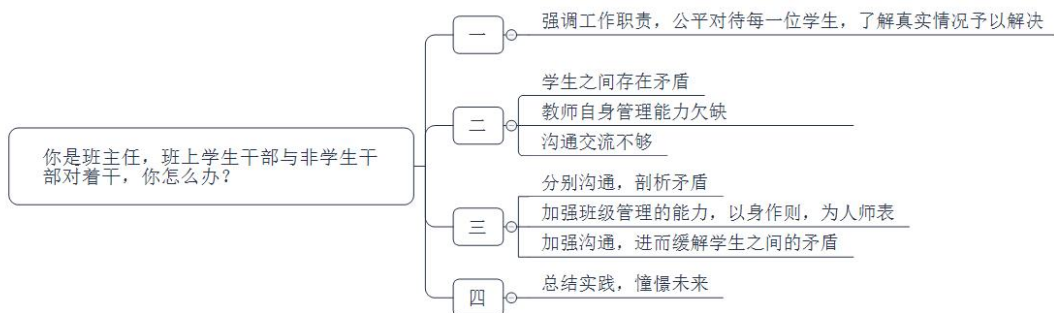 你是班主任，班上学生干部与非学生干
部对着干，你怎么办？
一
强调工作职责，公平对待每一位学生，了解真实情况予以解决
二
学生之间存在矛盾
教师自身管理能力欠缺
沟通交流不够
三
分别沟通，剖析矛盾
加强班级管理的能力，以身作则，为人师表
加强沟通，进而缓解学生之间的矛盾
四
总结实践，憧憬未来